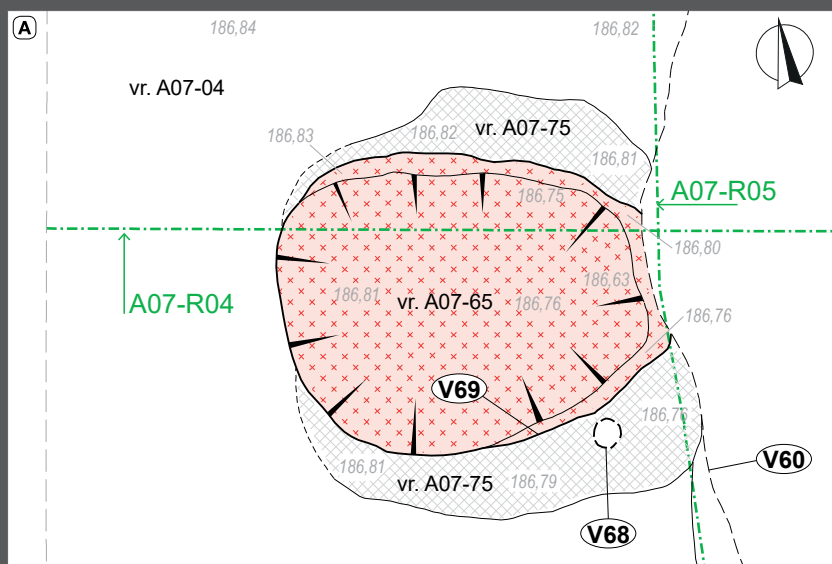 A
186,84
186,82
vr. A07-04
186,83
186,82
vr. A07-75
186,81
186,75
A07-R05
186,80
186,63
186,81
vr. A07-65
186,76
A07-R04
186,76
V69
186,76
186,81
vr. A07-75
186,79
V60
V68